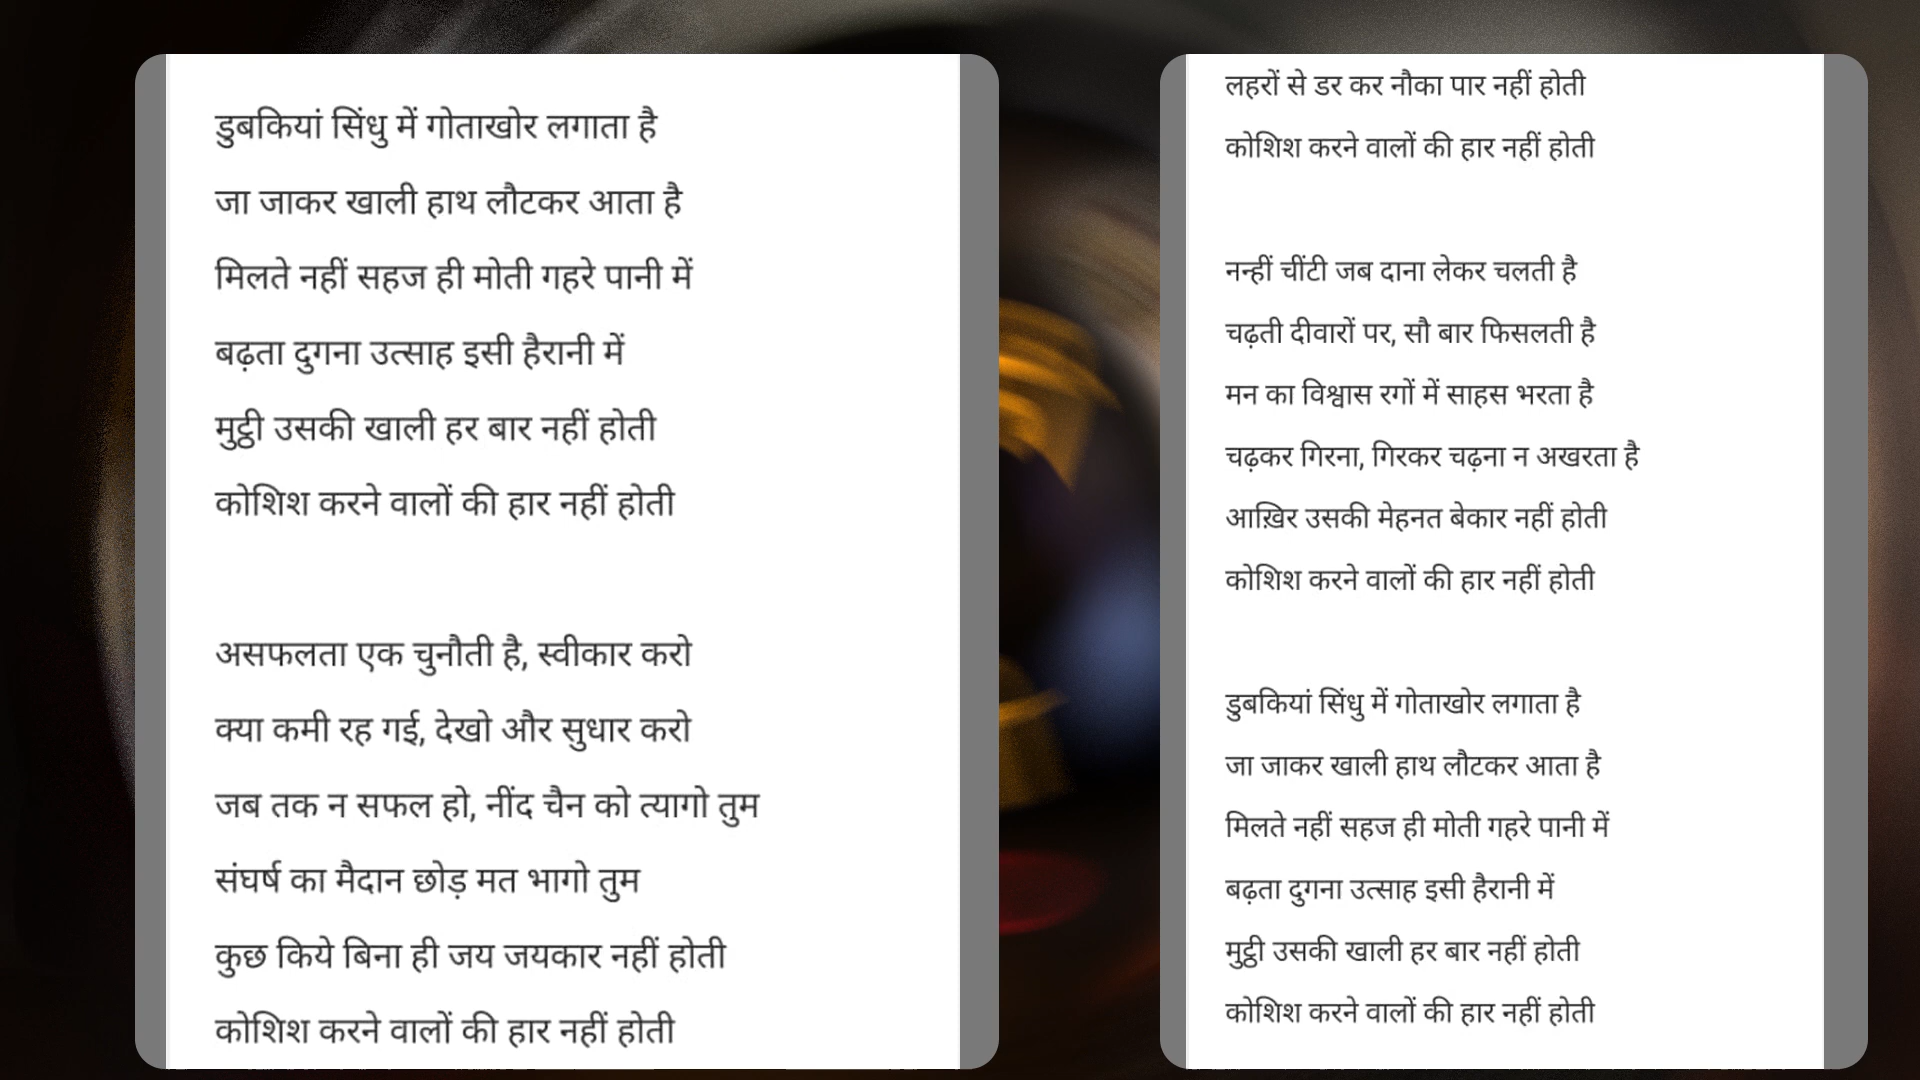 डुबकियां सिंधु में गोताखोर लगाता है
जा जाकर खाली हाथ लौटकर आता है
मिलते नहीं सहज ही मोती गहरे पानी में
बढ़ता दुगना उत्साह इसी हैरानी में
मुट्ठी उसकी खाली हर बार नहीं होती
कोशिश करने वालों की हार नहीं होती
असफलता एक चुनौती है, स्वीकार करो
क्या कमी रह गई, देखो और सुधार करो
जब तक न सफल हो, नींद चैन को त्यागो तुम
संघर्ष का मैदान छोड़ मत भागो तुम
कुछ किये बिना ही जय जयकार नहीं होती
कोशिश करने वालों की हार नहीं होती
लहरों से डर कर नौका पार नहीं होती
कोशिश करने वालों की हार नहीं होती
नन्हीं चींटी जब दाना लेकर चलती है
चढ़ती दीवारों पर, सौ बार फिसलती है
मन का विश्वास रगों में साहस भरता है
चढ़कर गिरना, गिरकर चढ़ना न अखरता है
आख़िर उसकी मेहनत बेकार नहीं होती
कोशिश करने वालों की हार नहीं होती
डुबकियां सिंधु में गोताखोर लगाता है
जा जाकर खाली हाथ लौटकर आता है
मिलते नहीं सहज ही मोती गहरे पानी में
बढ़ता दुगना उत्साह इसी हैरानी में
मुट्ठी उसकी खाली हर बार नहीं होती
कोशिश करने वालों की हार नहीं होती